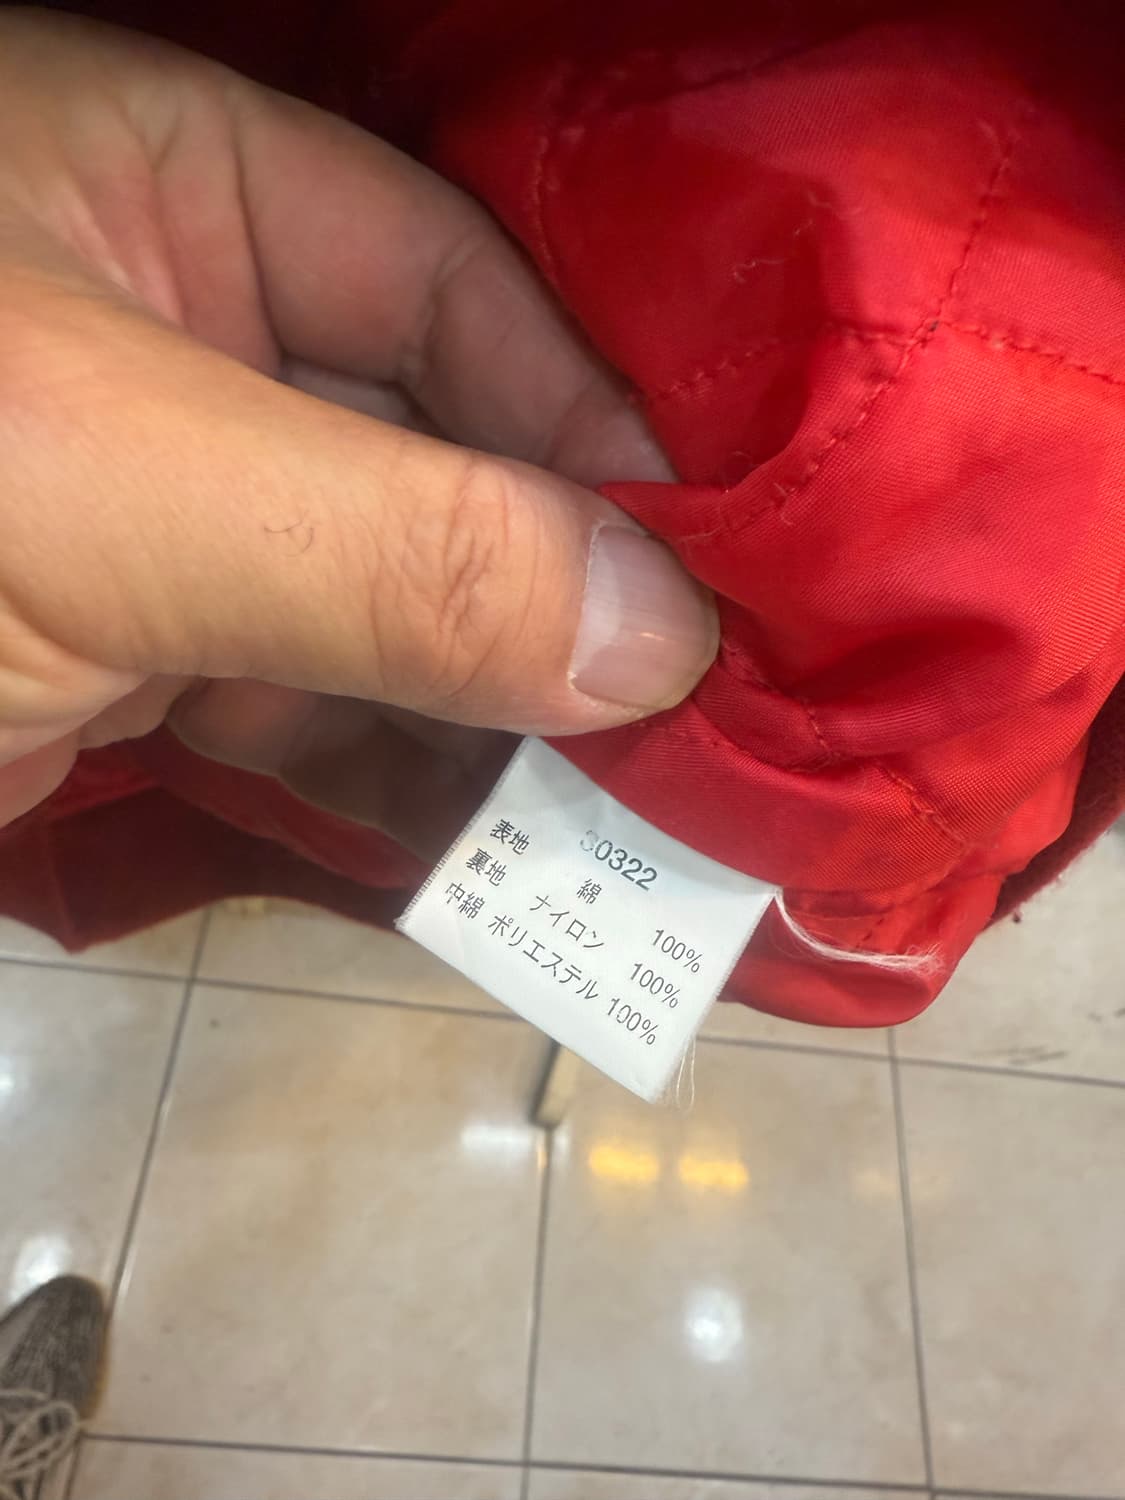 30322
表地 綿 100%
裏地 ナイロン 100%
中綿 ポリエステル 100%